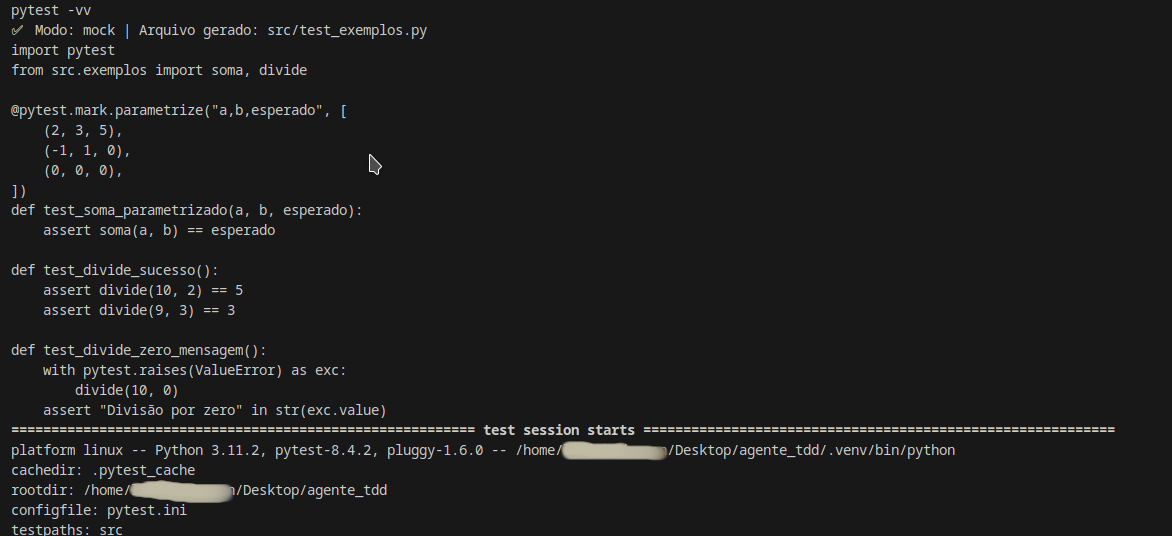 pytest -vv
✅ Modo: mock | Arquivo gerado: src/test_exemplos.py
import pytest
from src.exemplos import soma, divide
@pytest.mark.parametrize("a,b,esperado", [
    (2, 3, 5),
    (-1, 1, 0),
    (0, 0, 0),
])
def test_soma_parametrizado(a, b, esperado):
    assert soma(a, b) == esperado
def test_divide_sucesso():
    assert divide(10, 2) == 5
    assert divide(9, 3) == 3
def test_divide_zero_mensagem():
    with pytest.raises(ValueError) as exc:
        divide(10, 0)
    assert "Divisão por zero" in str(exc.value)
========================================================== test session starts ===========================================================
platform linux -- Python 3.11.2, pytest-8.4.2, pluggy-1.6.0 -- /home/ /Desktop/agente_tdd/.venv/bin/python
cachedir: .pytest_cache
rootdir: /home/ n/Desktop/agente_tdd
configfile: pytest.ini
testpaths: src